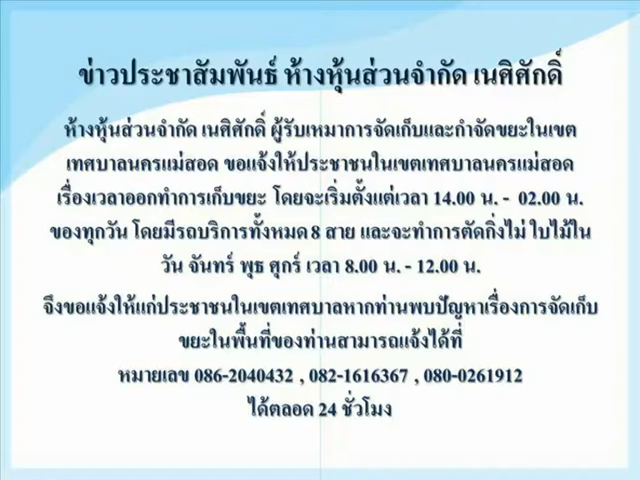 ข่าวประชาสัมพันธ์ ห้างหุ้นส่วนจำกัด เนศิศักดิ์
ห้างหุ้นส่วนจำกัด เนศิศักดิ์ ผู้รับเหมาการจัดเก็บและกำจัดขยะในเขต
เทศบาลนครแม่สอด ขอแจ้งให้ประชาชนในเขตเทศบาลนครแม่สอด
เรื่องเวลาออกทำการเก็บขยะ โดยจะเริ่มตั้งแต่เวลา 14.00 น. - 02.00 น.
ของทุกวัน โดยมีรถบริการทั้งหมด 8 สาย และจะทำการตัดกิ่งไม่ ใบไม้ใน
วัน จันทร์ พุธ ศุกร์ เวลา 8.00 น. - 12.00 น.
จึงขอแจ้งให้แก่ประชาชนในเขตเทศบาลหากท่านพบปัญหาเรื่องการจัดเก็บ
ขยะในพื้นที่ของท่านสามารถแจ้งได้ที่
หมายเลข 086-2040432 , 082-1616367 , 080-0261912
ได้ตลอด 24 ชั่วโมง